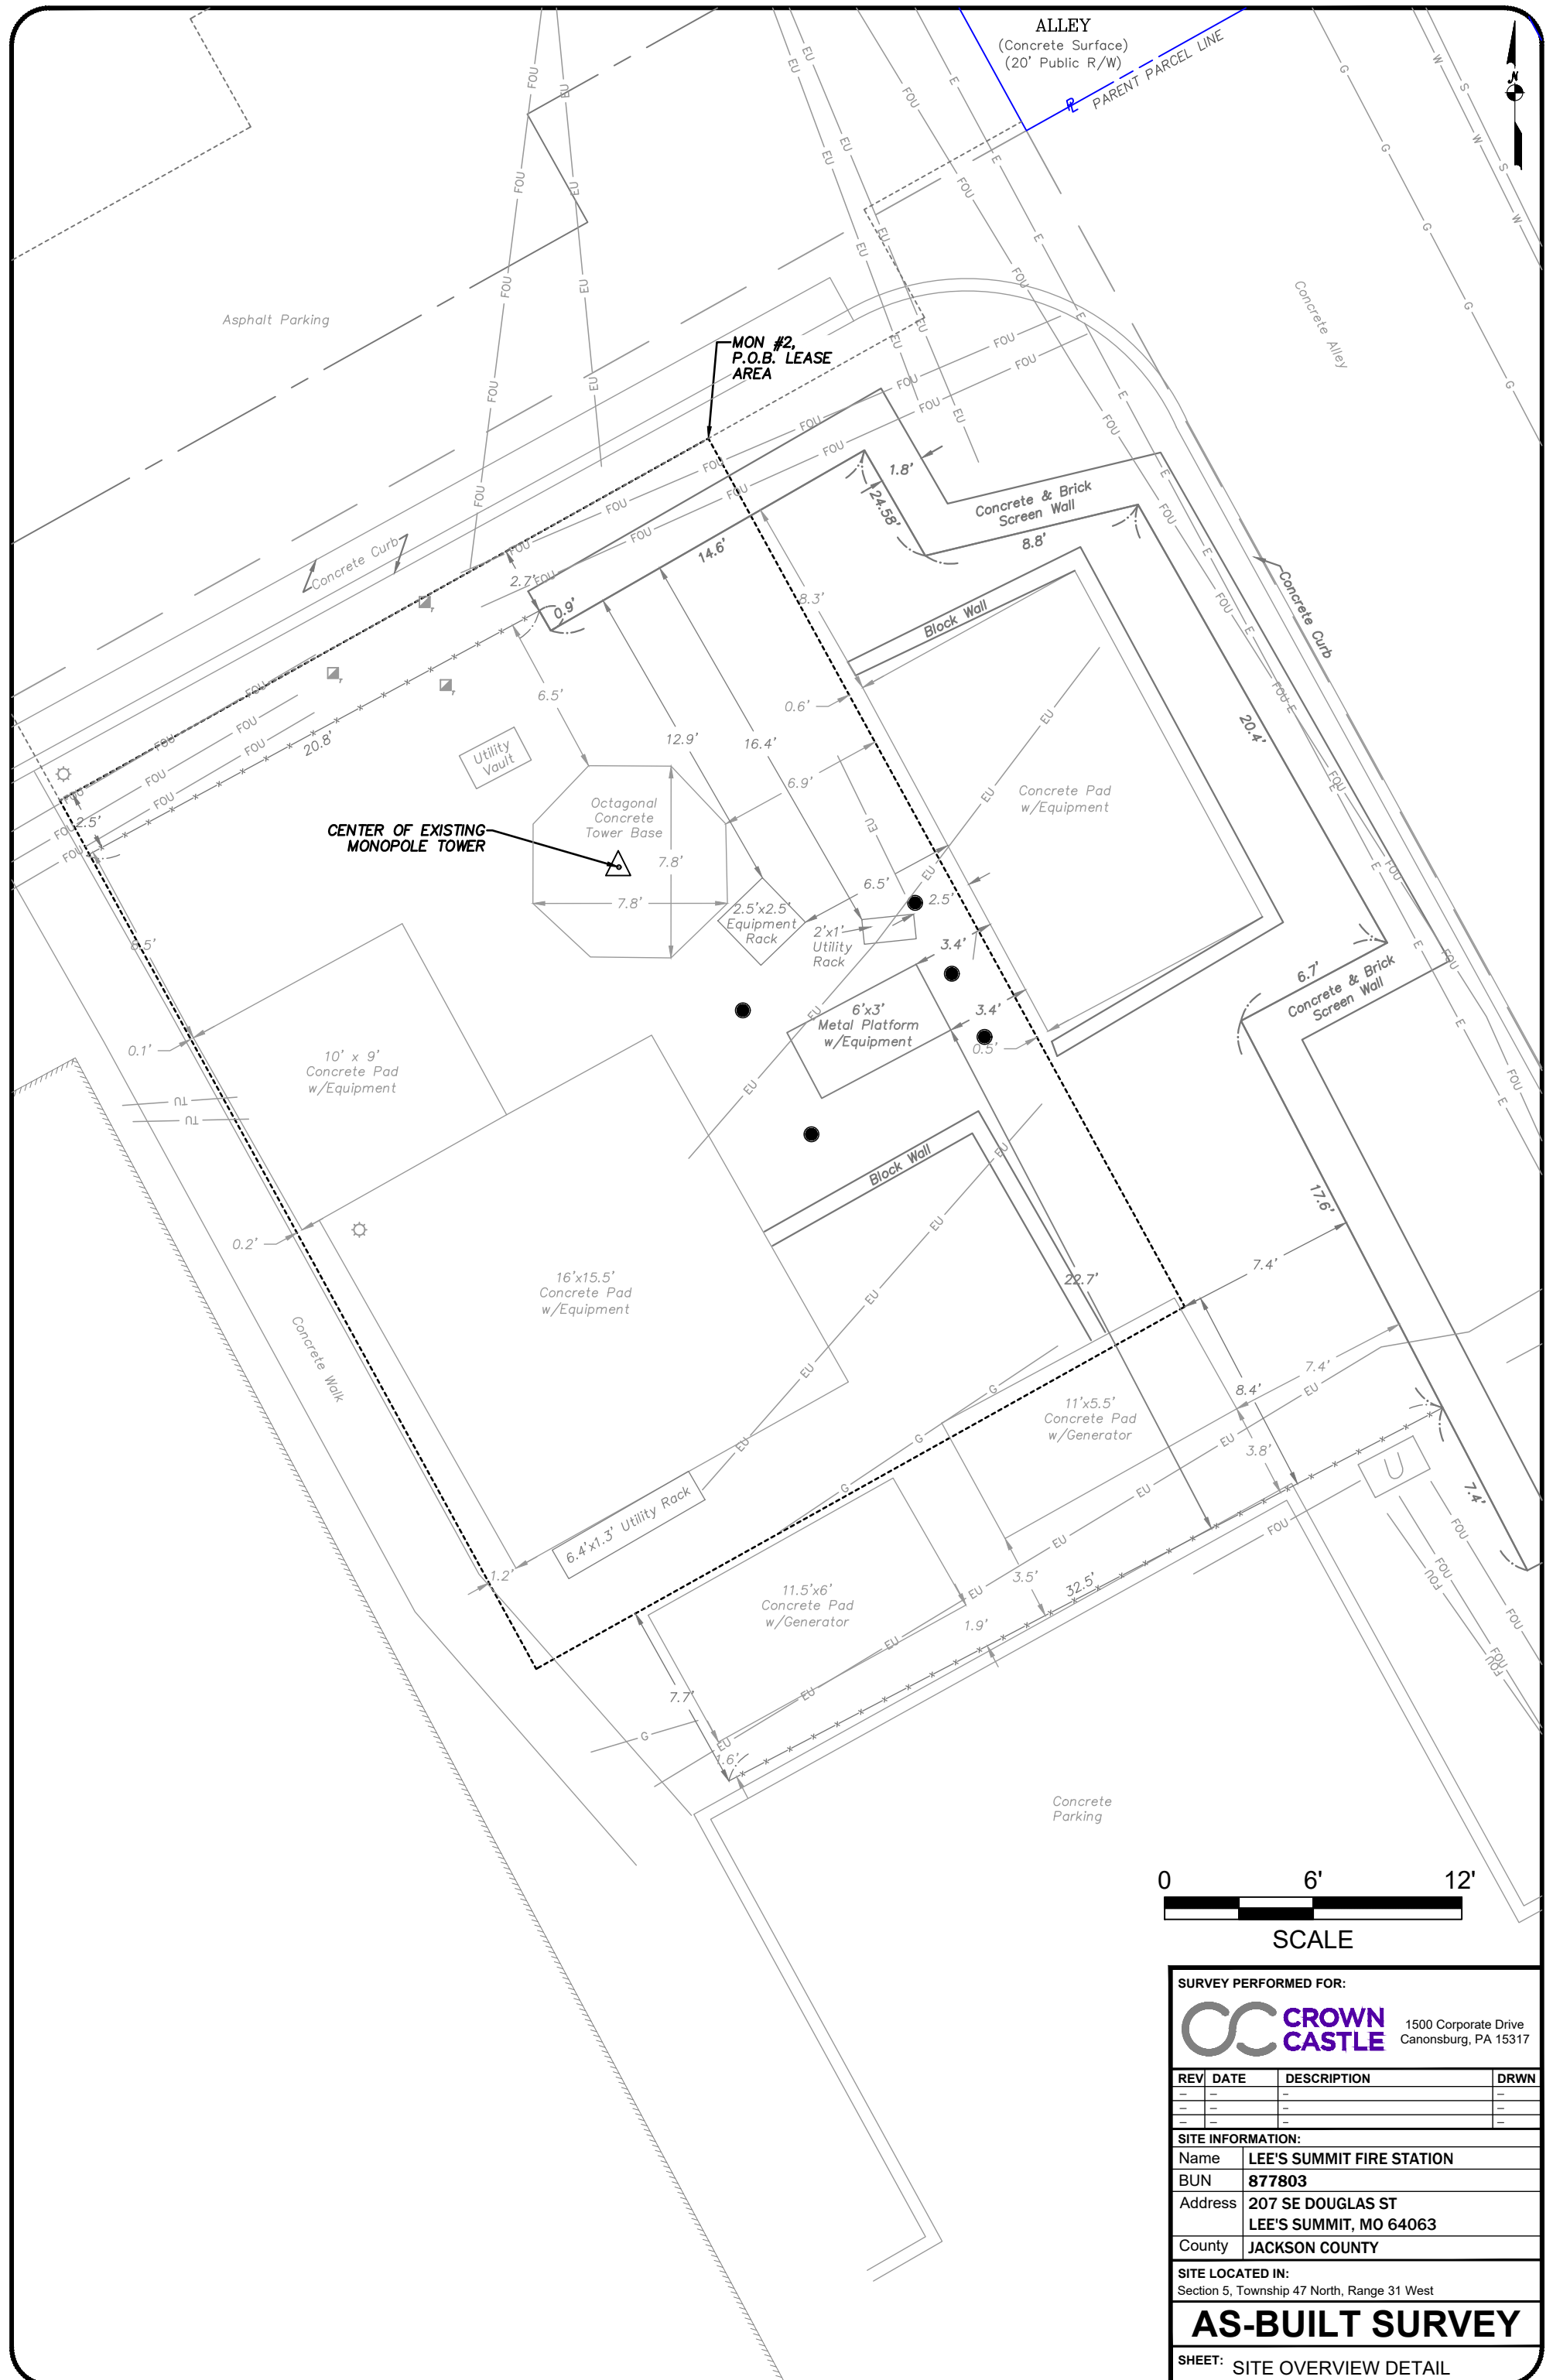 ALLEY
(Concrete Surface)
(20' Public R/W)
PL PARENT PARCEL LINE
N
Asphalt Parking
Concrete Alley
MON #2,
P.O.B. LEASE
AREA
Concrete Curb
1.8'
24.58'
Concrete & Brick
Screen Wall
8.8'
14.6'
2.7'
0.9'
8.3'
Block Wall
Concrete Curb
20.8'
6.5'
12.9'
16.4'
0.6'
6.9'
20.4'
Utility
Vault
Octagonal
Concrete
Tower Base
7.8'
7.8'
Concrete Pad
w/Equipment
2.5'
CENTER OF EXISTING
MONOPOLE TOWER
2.5'x2.5'
Equipment
Rack
6.5'
2.5'
2'x1'
Utility
Rack
3.4'
3.4'
0.5'
6'x3'
Metal Platform
w/Equipment
6.7'
Concrete & Brick
Screen Wall
6.5'
0.1'
10' x 9'
Concrete Pad
w/Equipment
TU
TU
0.2'
Block Wall
17.6'
7.4'
22.7'
16'x15.5'
Concrete Pad
w/Equipment
Concrete Walk
7.4'
8.4'
3.8'
11'x5.5'
Concrete Pad
w/Generator
7.4'
6.4'x1.3' Utility Rack
1.2'
11.5'x6'
Concrete Pad
w/Generator
3.5'
32.5'
1.9'
7.7'
1.6'
FOU
EU
E
G
W
S
Concrete
Parking
0 6' 12'
SCALE
SURVEY PERFORMED FOR:
CROWN
CASTLE
1500 Corporate Drive
Canonsburg, PA 15317
REV DATE DESCRIPTION DRWN
– – – –
– – – –
– – – –
SITE INFORMATION:
Name LEE'S SUMMIT FIRE STATION
BUN 877803
Address 207 SE DOUGLAS ST
LEE'S SUMMIT, MO 64063
County JACKSON COUNTY
SITE LOCATED IN:
Section 5, Township 47 North, Range 31 West
AS-BUILT SURVEY
SHEET: SITE OVERVIEW DETAIL